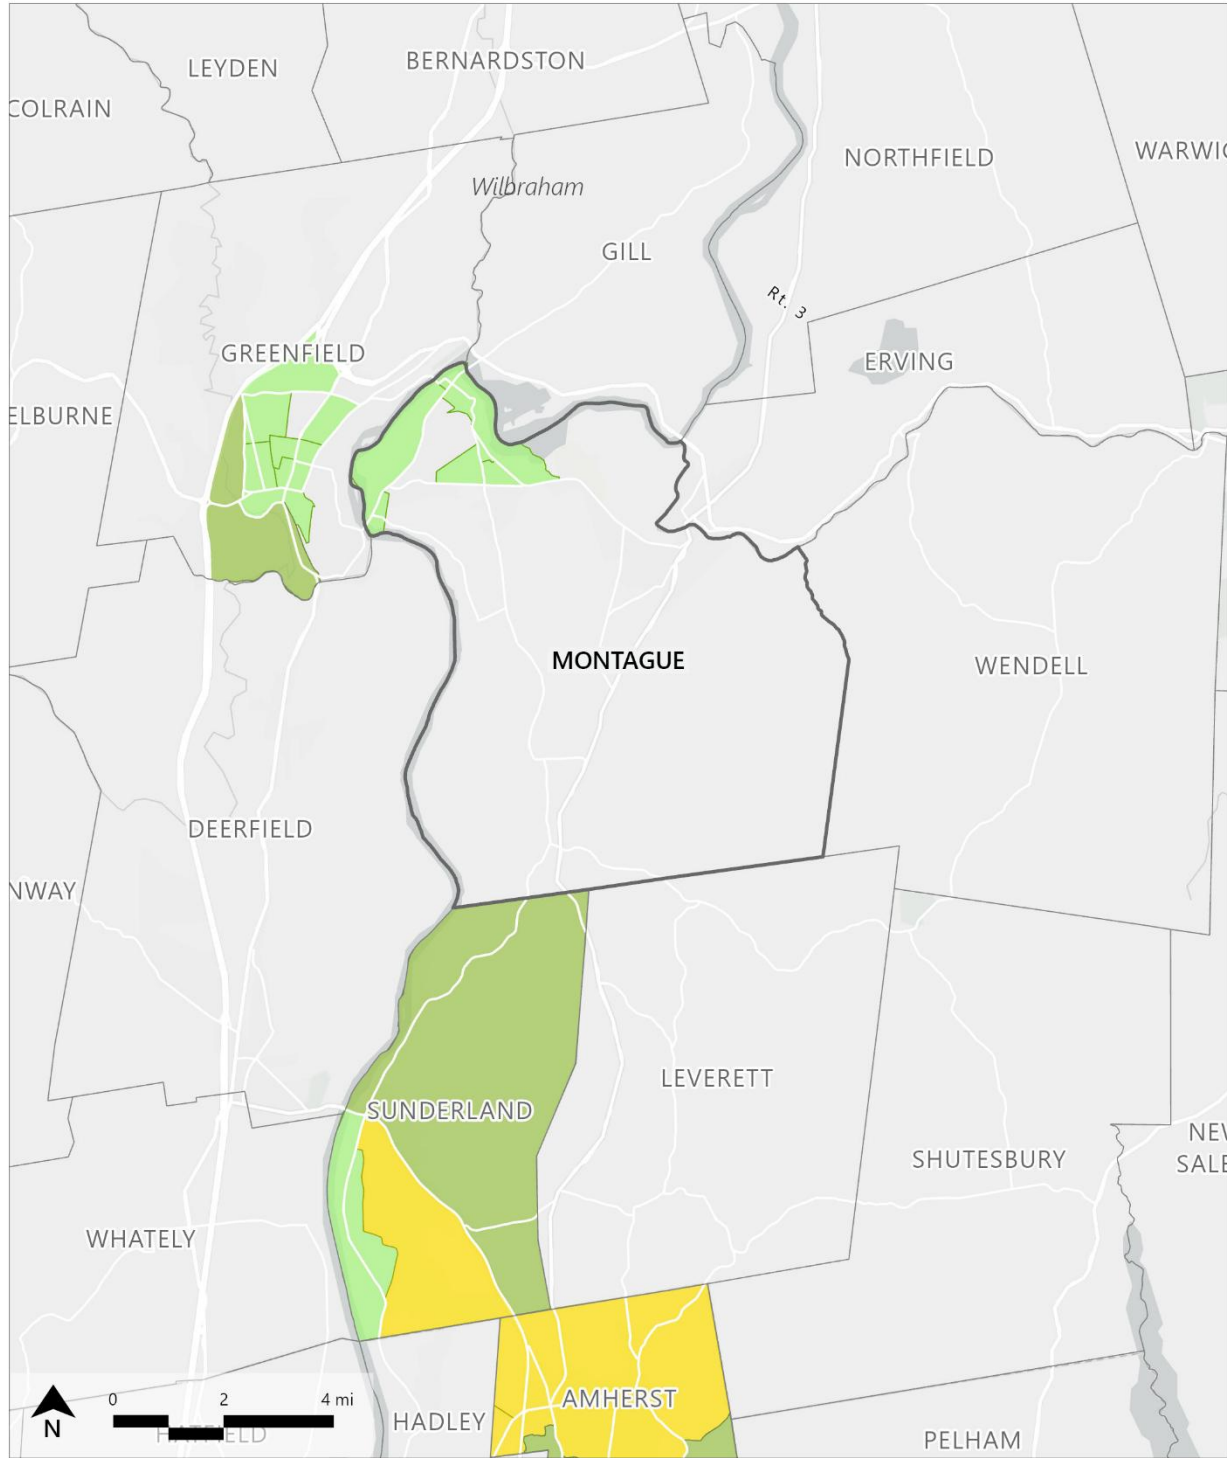 LEYDEN
BERNARDSTON
COLRAIN
NORTHFIELD
WARWIC
Wilbraham
GILL
Rt. 3
GREENFIELD
ERVING
ELBURNE
MONTAGUE
WENDELL
DEERFIELD
NWAY
LEVERETT
SUNDERLAND
NEW
SALE
SHUTESBURY
WHATELY
0 2 4 mi
AMHERST
N
HADLEY
HATFIELD
PELHAM